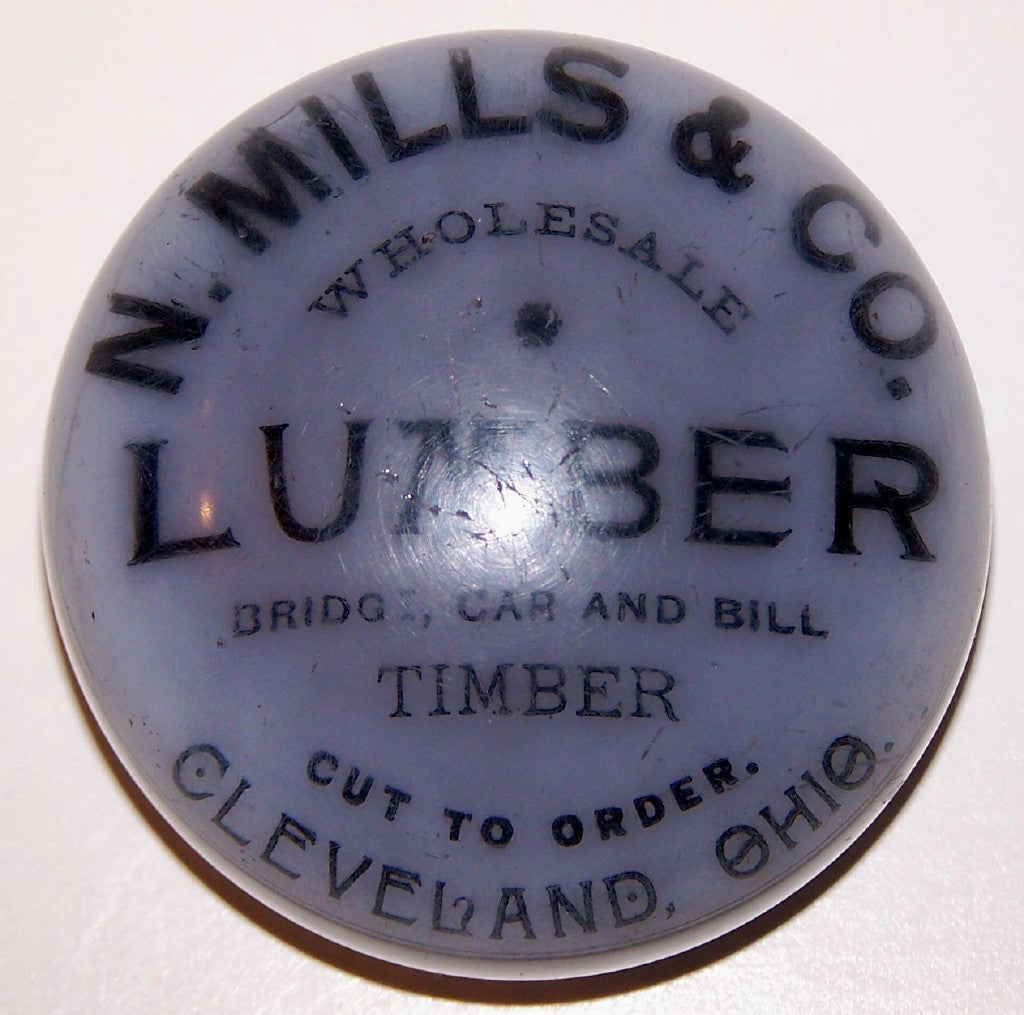 N. MILLS & CO.
WHOLESALE
LUMBER
BRIDGE, CAR AND BILL
TIMBER
CUT TO ORDER.
CLEVELAND, OHIO.